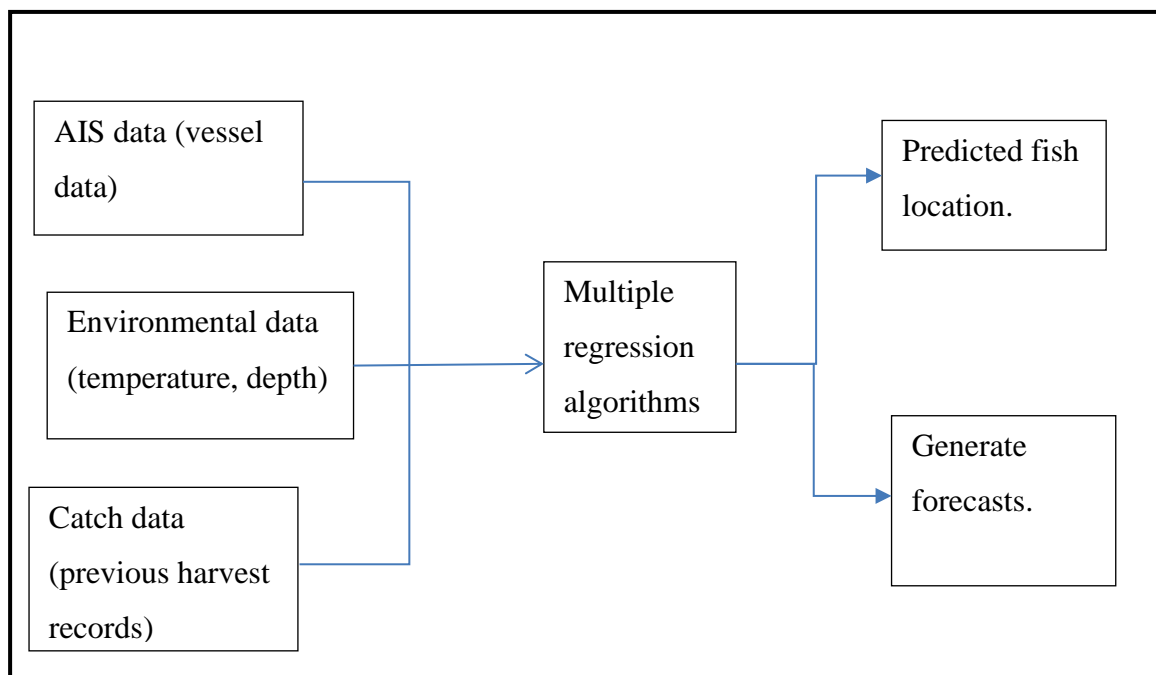 AIS data (vessel
data)
Environmental data
(temperature, depth)
Catch data
(previous harvest
records)
Multiple
regression
algorithms
Predicted fish
location.
Generate
forecasts.